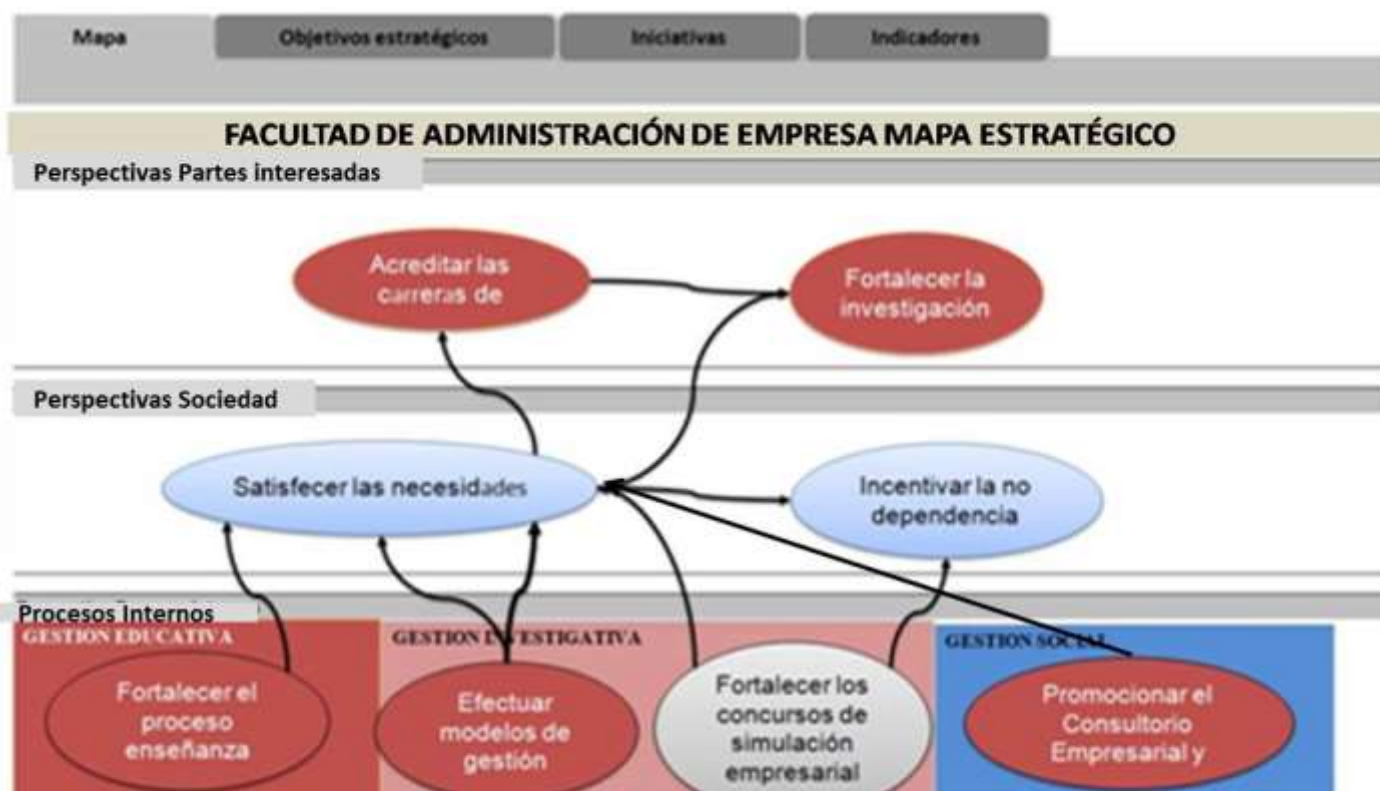 Mapa
Objetivos estratégicos
Iniciativas
Indicadores
FACULTAD DE ADMINISTRACIÓN DE EMPRESA MAPA ESTRATÉGICO
Perspectivas Partes interesadas
Acreditar las
carreras de
Fortalecer la
investigación
Perspectivas Sociedad
Satisfecer las necesidades
Incentivar la no
dependencia
Procesos Internos
GESTION EDUCATIVA
GESTION INVESTIGATIVA
GESTION SOCIAL
Fortalecer el
proceso
enseñanza
Efectuar
modelos de
gestión
Fortalecer los
concursos de
simulación
empresarial
Promocionar el
Consultorio
Empresarial y